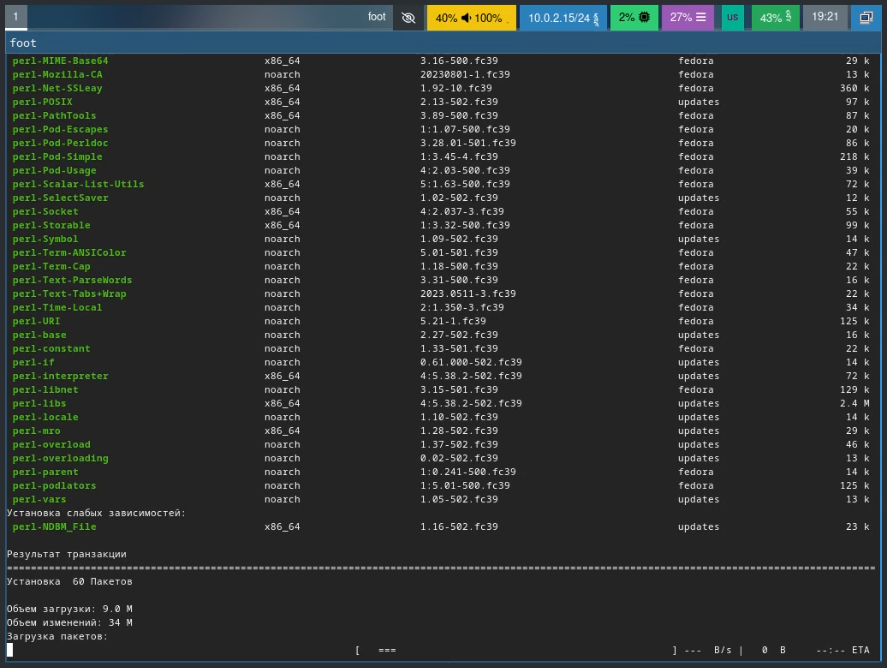 1 foot 40% 100% 10.0.2.15/24 2% 27% us 43% 19:21
foot
perl-MIME-Base64 x86_64 3.16-500.fc39 fedora 29 k
perl-Mozilla-CA noarch 20230801-1.fc39 fedora 13 k
perl-Net-SSLeay x86_64 1.92-10.fc39 fedora 360 k
perl-POSIX x86_64 2.13-502.fc39 updates 97 k
perl-PathTools x86_64 3.89-500.fc39 fedora 87 k
perl-Pod-Escapes noarch 1:1.07-500.fc39 fedora 20 k
perl-Pod-Perldoc noarch 3.28.01-501.fc39 fedora 86 k
perl-Pod-Simple noarch 1:3.45-4.fc39 fedora 218 k
perl-Pod-Usage noarch 4:2.03-500.fc39 fedora 39 k
perl-Scalar-List-Utils x86_64 5:1.63-500.fc39 fedora 72 k
perl-SelectSaver noarch 1.02-502.fc39 updates 12 k
perl-Socket x86_64 4:2.037-3.fc39 fedora 55 k
perl-Storable x86_64 1:3.32-500.fc39 fedora 99 k
perl-Symbol noarch 1.09-502.fc39 updates 14 k
perl-Term-ANSIColor noarch 5.01-501.fc39 fedora 47 k
perl-Term-Cap noarch 1.18-500.fc39 fedora 22 k
perl-Text-ParseWords noarch 3.31-500.fc39 fedora 16 k
perl-Text-Tabs+Wrap noarch 2023.0511-3.fc39 fedora 22 k
perl-Time-Local noarch 2:1.350-3.fc39 fedora 34 k
perl-URI noarch 5.21-1.fc39 fedora 125 k
perl-base noarch 2.27-502.fc39 updates 16 k
perl-constant noarch 1.33-501.fc39 fedora 22 k
perl-if noarch 0.61.000-502.fc39 updates 14 k
perl-interpreter x86_64 4:5.38.2-502.fc39 updates 72 k
perl-libnet noarch 3.15-501.fc39 fedora 129 k
perl-libs x86_64 4:5.38.2-502.fc39 updates 2.4 M
perl-locale noarch 1.10-502.fc39 updates 14 k
perl-mro x86_64 1.28-502.fc39 updates 29 k
perl-overload noarch 1.37-502.fc39 updates 46 k
perl-overloading noarch 0.02-502.fc39 updates 13 k
perl-parent noarch 1:0.241-500.fc39 fedora 14 k
perl-podlators noarch 1:5.01-500.fc39 fedora 125 k
perl-vars noarch 1.05-502.fc39 updates 13 k
Установка слабых зависимостей:
perl-NDBM_File x86_64 1.16-502.fc39 updates 23 k
Результат транзакции
================================================================================
Установка 60 Пакетов
Объем загрузки: 9.0 M
Объем изменений: 34 M
Загрузка пакетов:
[ === ] --- B/s | 0 B --:-- ETA